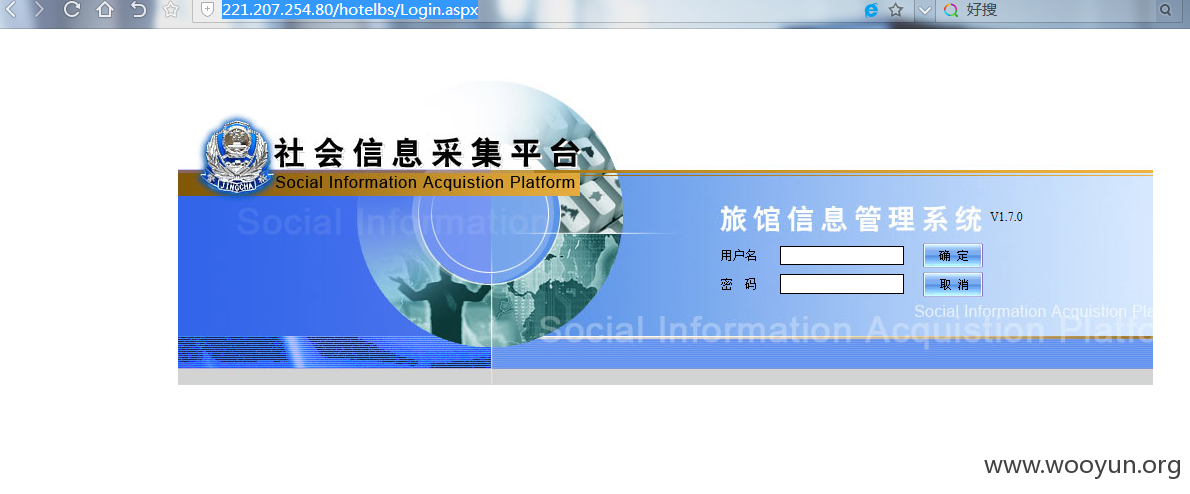 221.207.254.80/hotelbs/Login.aspx
好搜
社会信息采集平台
JINGCHA
Social Information Acquistion Platform
Social Information
旅馆信息管理系统 V1.7.0
用户名
确 定
密 码
取 消
Social Information Acquistion Pla
Social Information Acquistion Platfo
www.wooyun.org